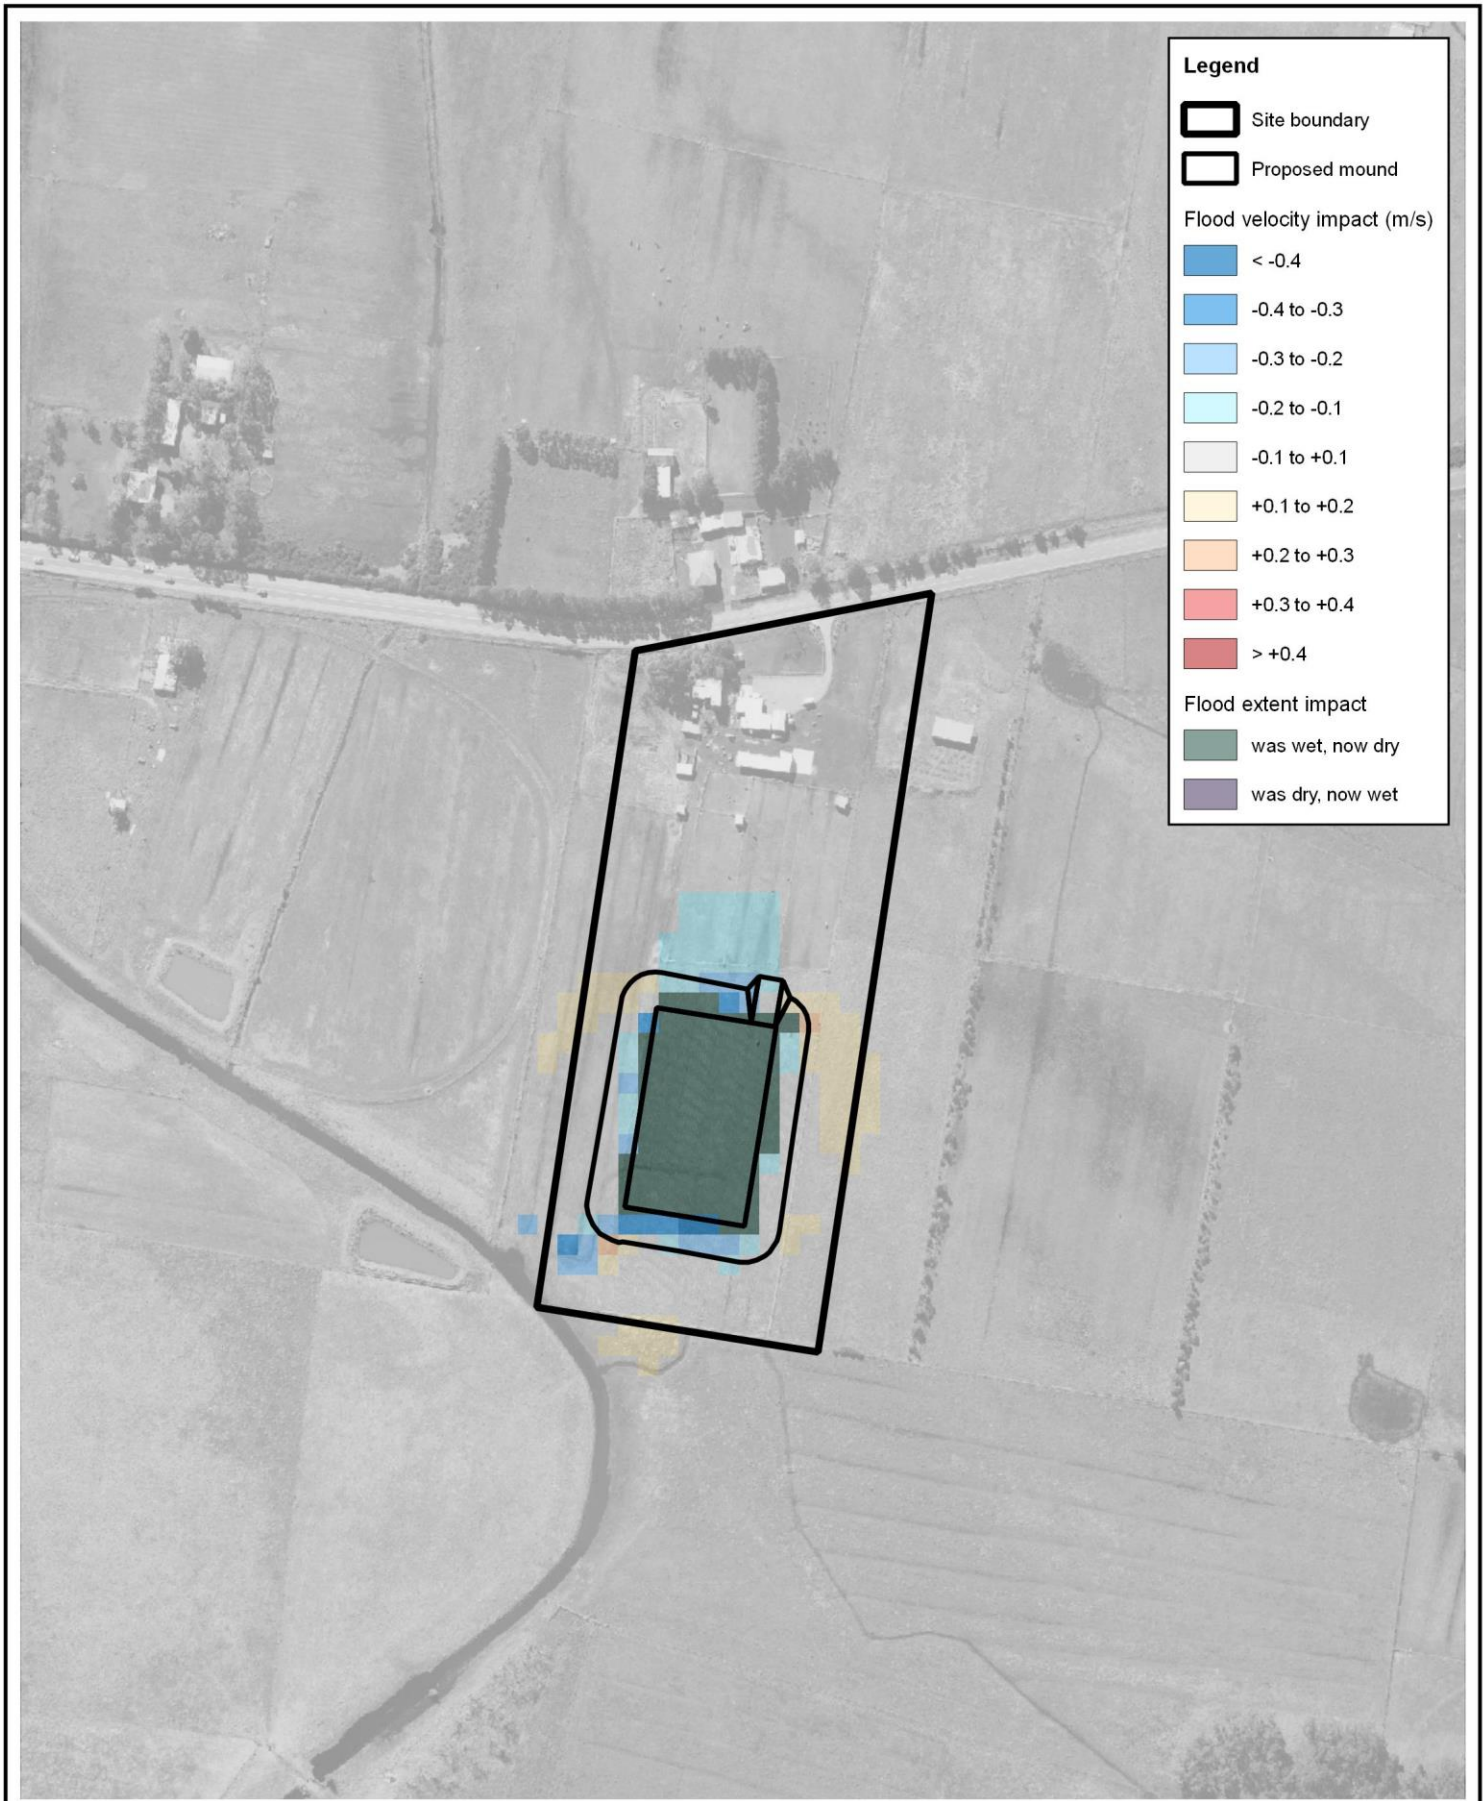 Legend
Site boundary
Proposed mound
Flood velocity impact (m/s)
< -0.4
-0.4 to -0.3
-0.3 to -0.2
-0.2 to -0.1
-0.1 to +0.1
+0.1 to +0.2
+0.2 to +0.3
+0.3 to +0.4
> +0.4
Flood extent impact
was wet, now dry
was dry, now wet